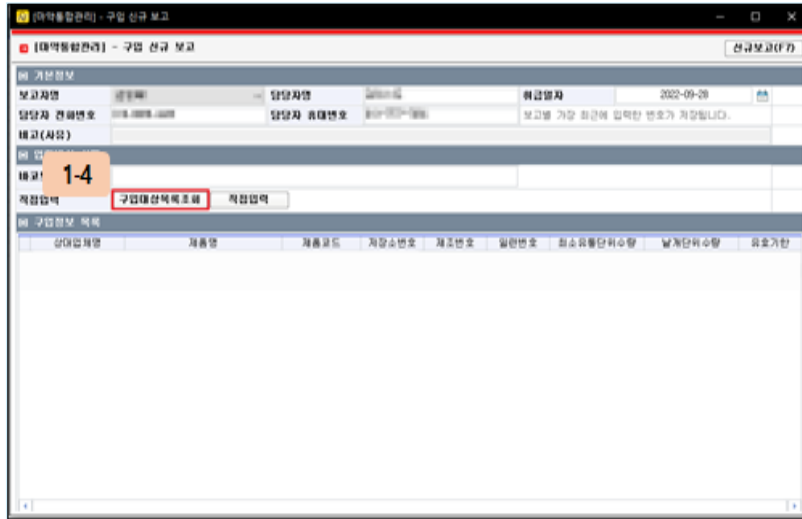 [마약통합관리] - 구입 신규 보고
[마약통합관리] - 구입 신규 보고
신규보고(F7)
기본정보
보고자명
담당자명
취급일자 2022-09-28
담당자 전화번호
담당자 휴대번호
보고별 가장 최근에 입력한 번호가 저장됩니다.
비고(사유)
1-4
직접입력 구입대상목록조회 직접입력
구입정보 목록
상대업체명 제품명 제품코드 저장소번호 제조번호 일련번호 최소유통단위수량 낱개단위수량 유효기한